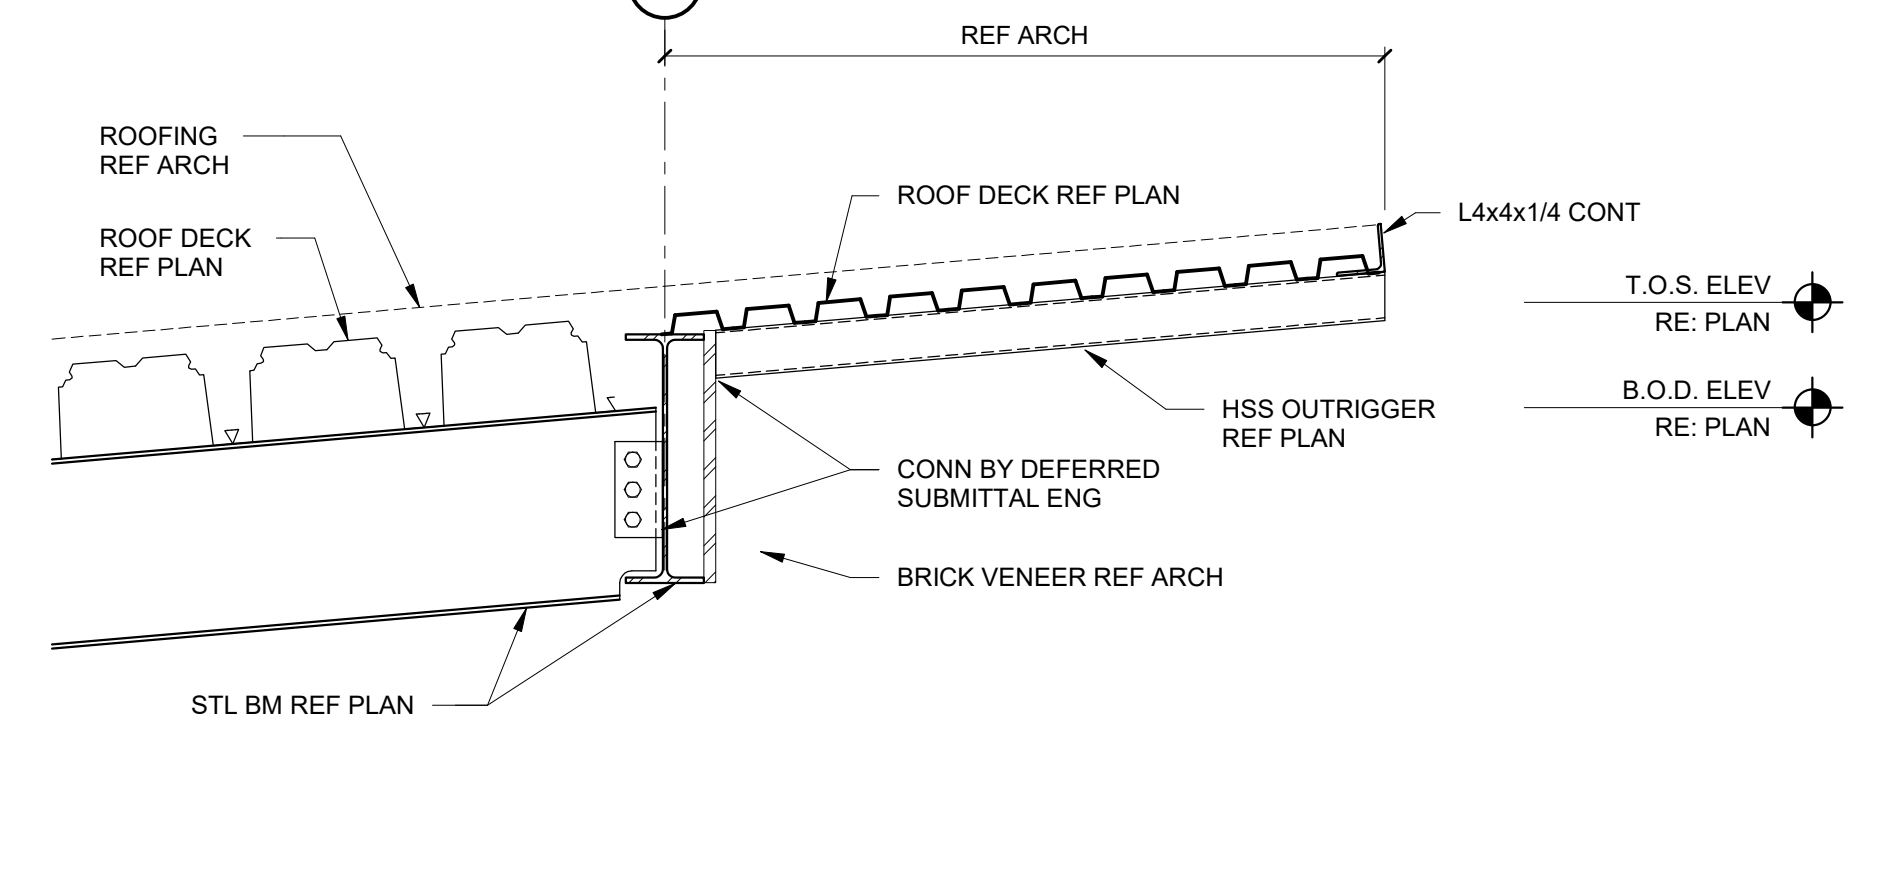 REF ARCH
ROOFING
REF ARCH
ROOF DECK REF PLAN
L4x4x1/4 CONT
ROOF DECK
REF PLAN
T.O.S. ELEV
RE: PLAN
B.O.D. ELEV
RE: PLAN
HSS OUTRIGGER
REF PLAN
CONN BY DEFERRED
SUBMITTAL ENG
BRICK VENEER REF ARCH
STL BM REF PLAN